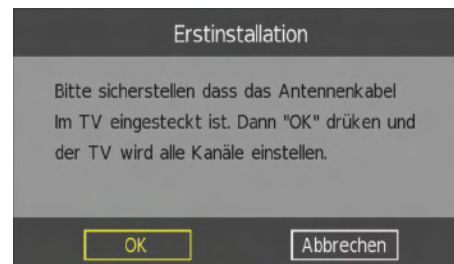 Erstinstallation
Bitte sicherstellen dass das Antennenkabel
Im TV eingesteckt ist. Dann "OK" drüken und
der TV wird alle Kanäle einstellen.
OK
Abbrechen